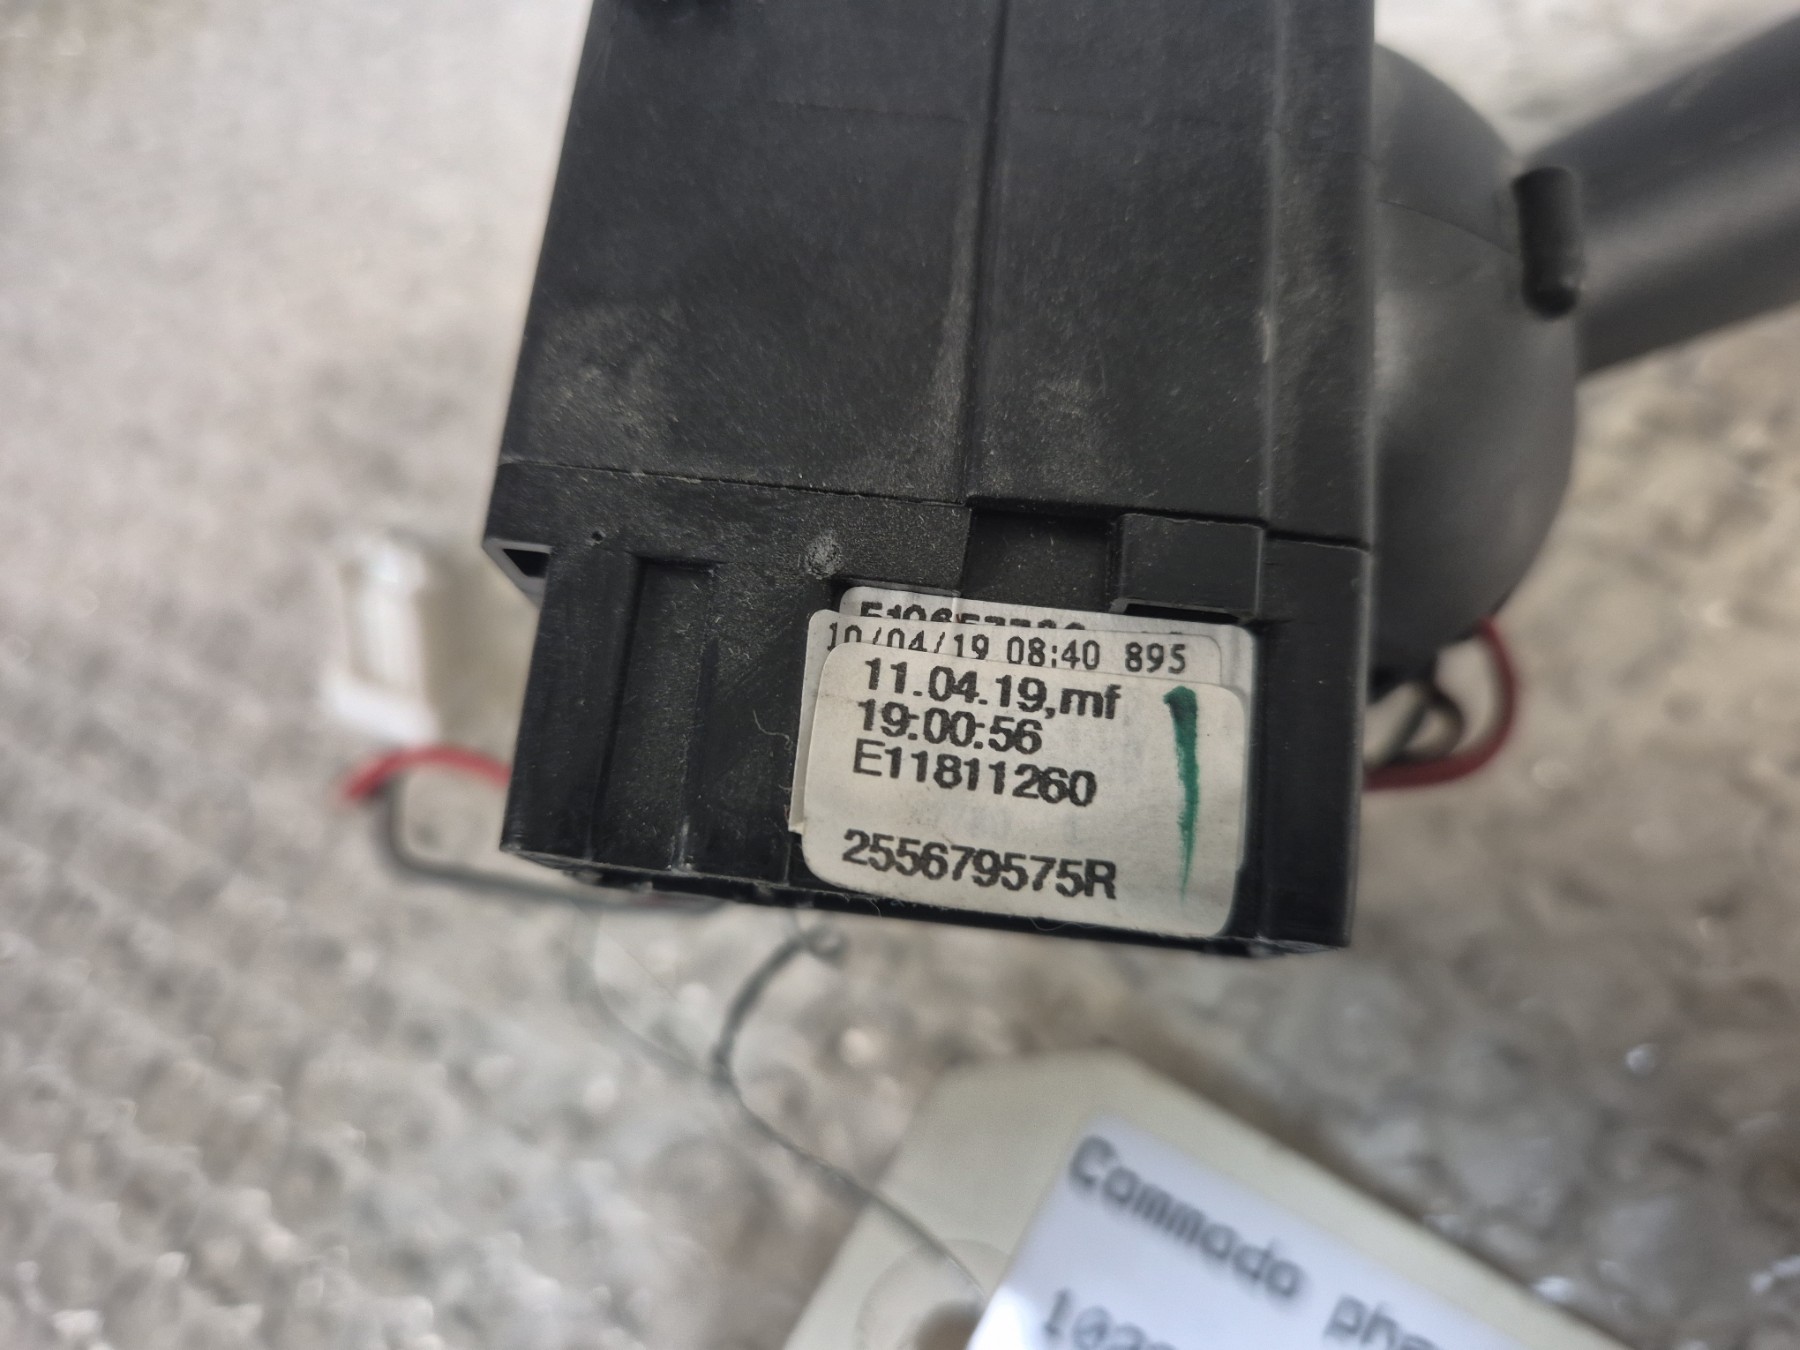 10/04/19 08:40 895
11.04.19,mf
19:00:56
E11811260
255679575R
Commodo